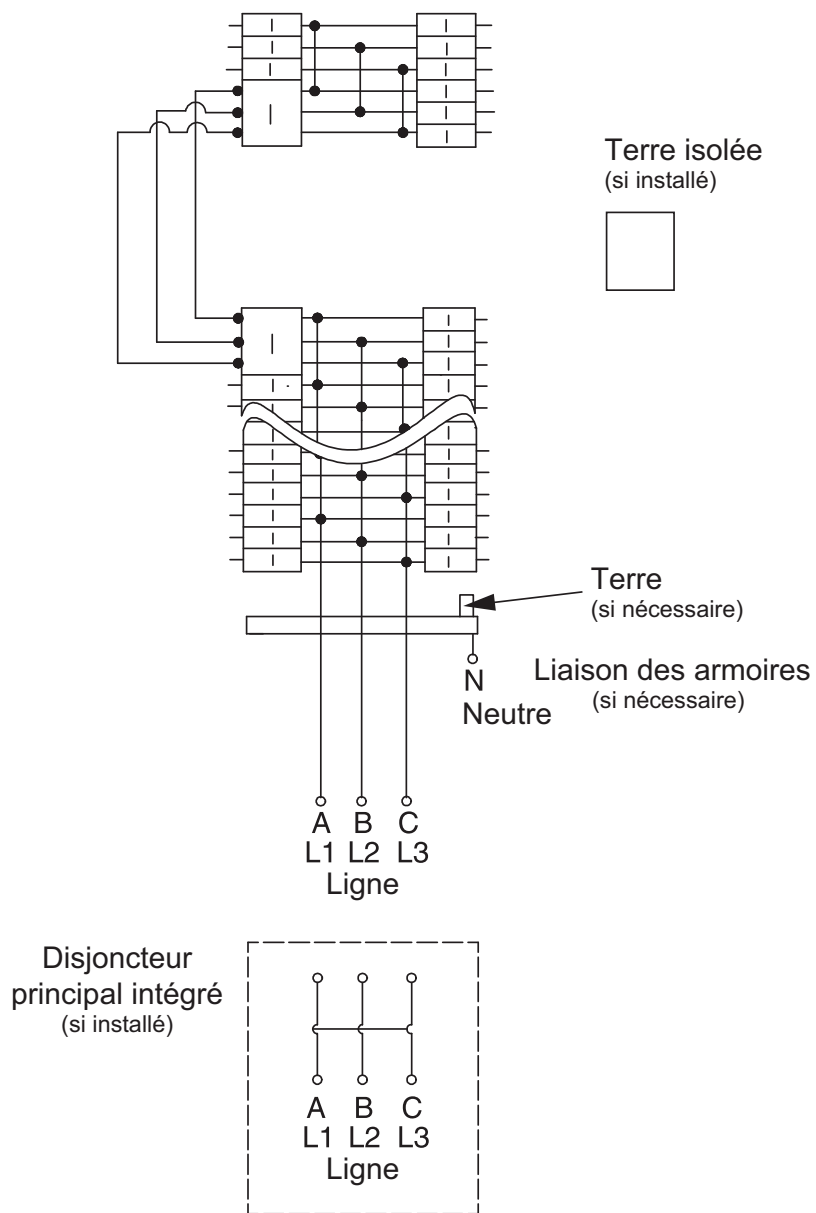 Terre isolée
(si installé)
Terre
(si nécessaire)
Liaison des armoires
(si nécessaire)
N
Neutre
A B C
L1 L2 L3
Ligne
Disjoncteur
principal intégré
(si installé)
A B C
L1 L2 L3
Ligne